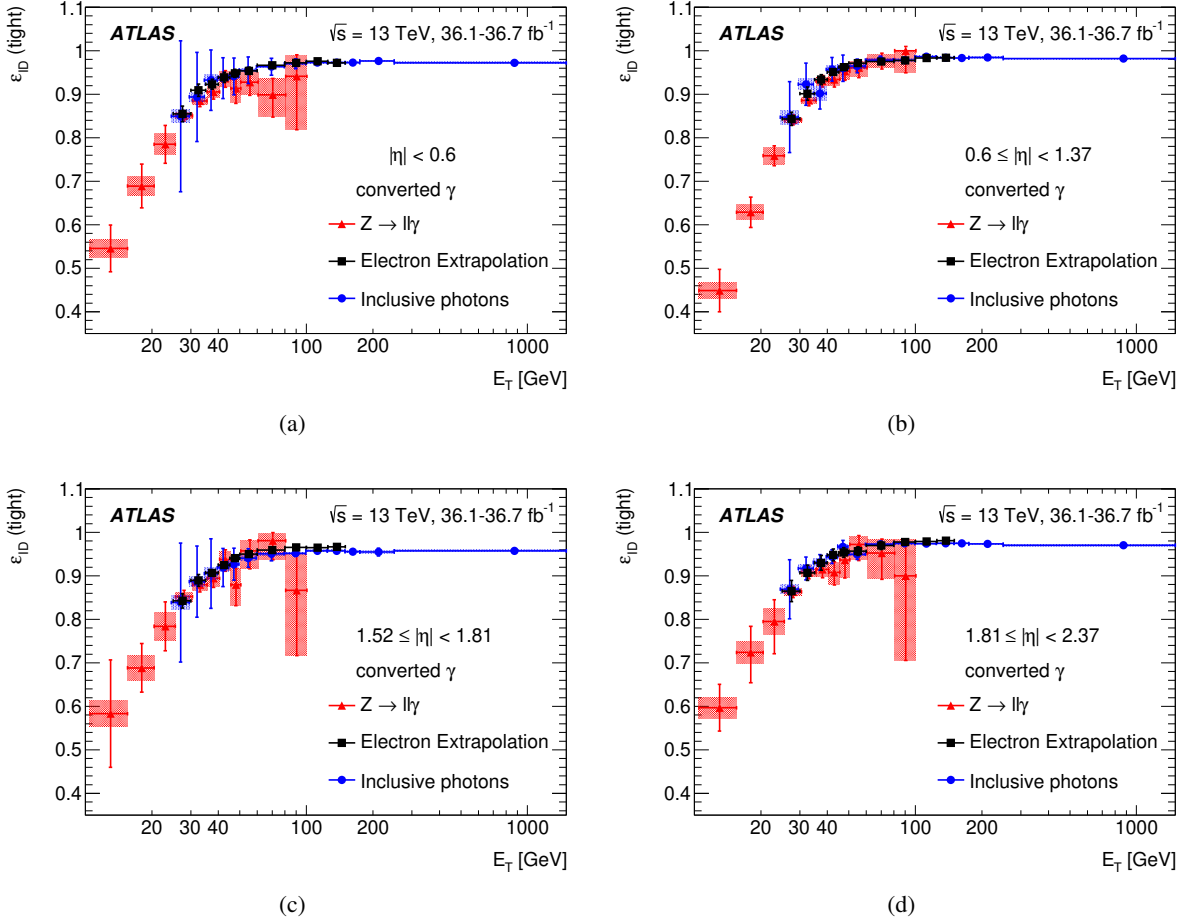 ε_ID (tight)
1.1
1
0.9
0.8
0.7
0.6
0.5
0.4
ATLAS
√s = 13 TeV, 36.1-36.7 fb⁻¹
|η| < 0.6
converted γ
Z → llγ
Electron Extrapolation
Inclusive photons
20 30 40 100 200 1000
E_T [GeV]
(a)
ε_ID (tight)
1.1
1
0.9
0.8
0.7
0.6
0.5
0.4
ATLAS
√s = 13 TeV, 36.1-36.7 fb⁻¹
0.6 ≤ |η| < 1.37
converted γ
Z → llγ
Electron Extrapolation
Inclusive photons
20 30 40 100 200 1000
E_T [GeV]
(b)
ε_ID (tight)
1.1
1
0.9
0.8
0.7
0.6
0.5
0.4
ATLAS
√s = 13 TeV, 36.1-36.7 fb⁻¹
1.52 ≤ |η| < 1.81
converted γ
Z → llγ
Electron Extrapolation
Inclusive photons
20 30 40 100 200 1000
E_T [GeV]
(c)
ε_ID (tight)
1.1
1
0.9
0.8
0.7
0.6
0.5
0.4
ATLAS
√s = 13 TeV, 36.1-36.7 fb⁻¹
1.81 ≤ |η| < 2.37
converted γ
Z → llγ
Electron Extrapolation
Inclusive photons
20 30 40 100 200 1000
E_T [GeV]
(d)